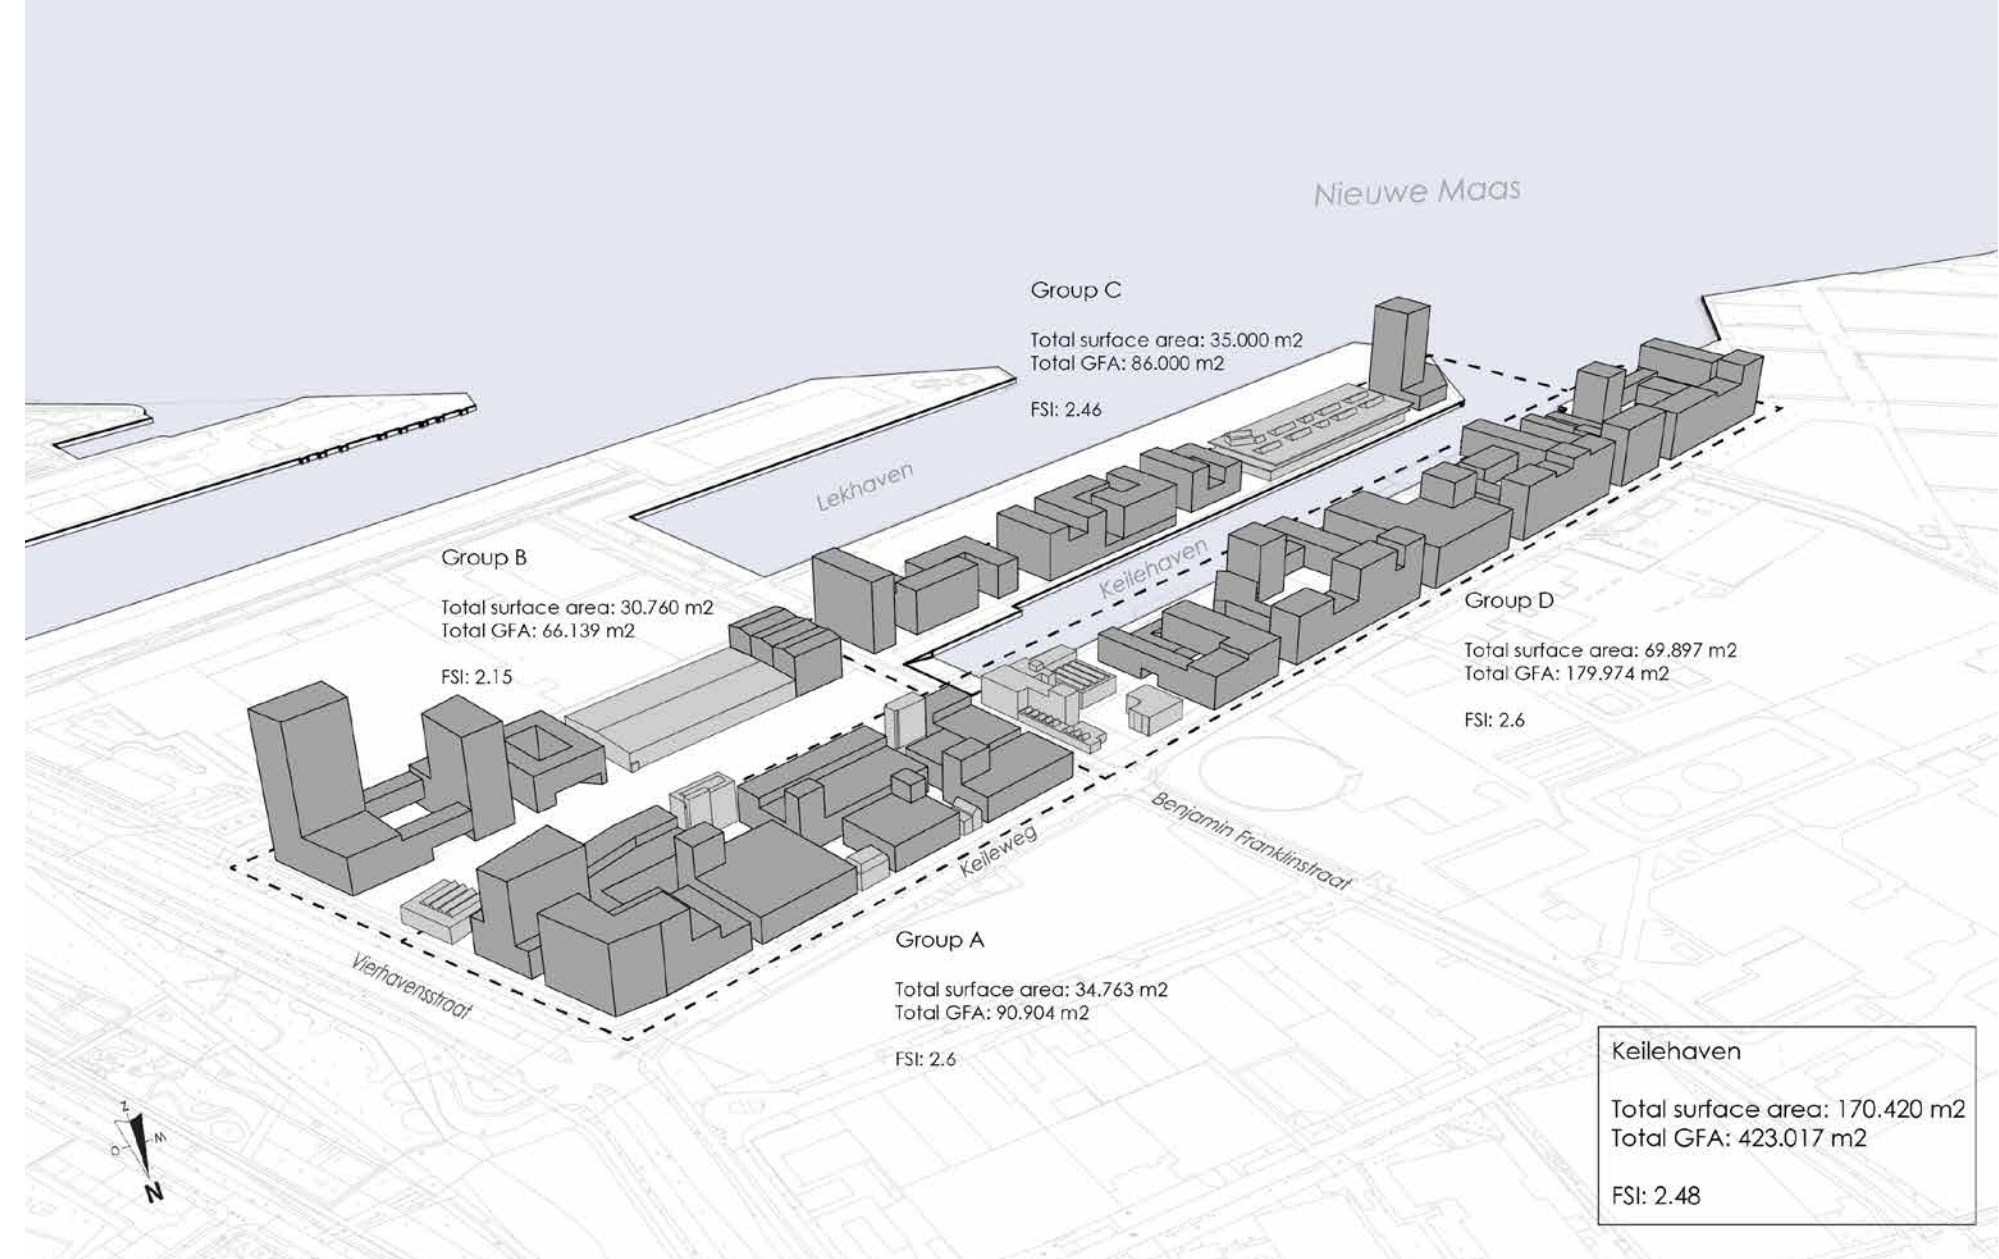 Nieuwe Maas
Group C
Total surface area: 35.000 m2
Total GFA: 86.000 m2
FSI: 2.46
Lekhaven
Group B
Total surface area: 30.760 m2
Total GFA: 66.139 m2
FSI: 2.15
Keilehaven
Group D
Total surface area: 69.897 m2
Total GFA: 179.974 m2
FSI: 2.6
Benjamin Franklinstraat
Keileweg
Group A
Total surface area: 34.763 m2
Total GFA: 90.904 m2
FSI: 2.6
Vierhavensstraat
Keilehaven
Total surface area: 170.420 m2
Total GFA: 423.017 m2
FSI: 2.48
Z
O
W
N